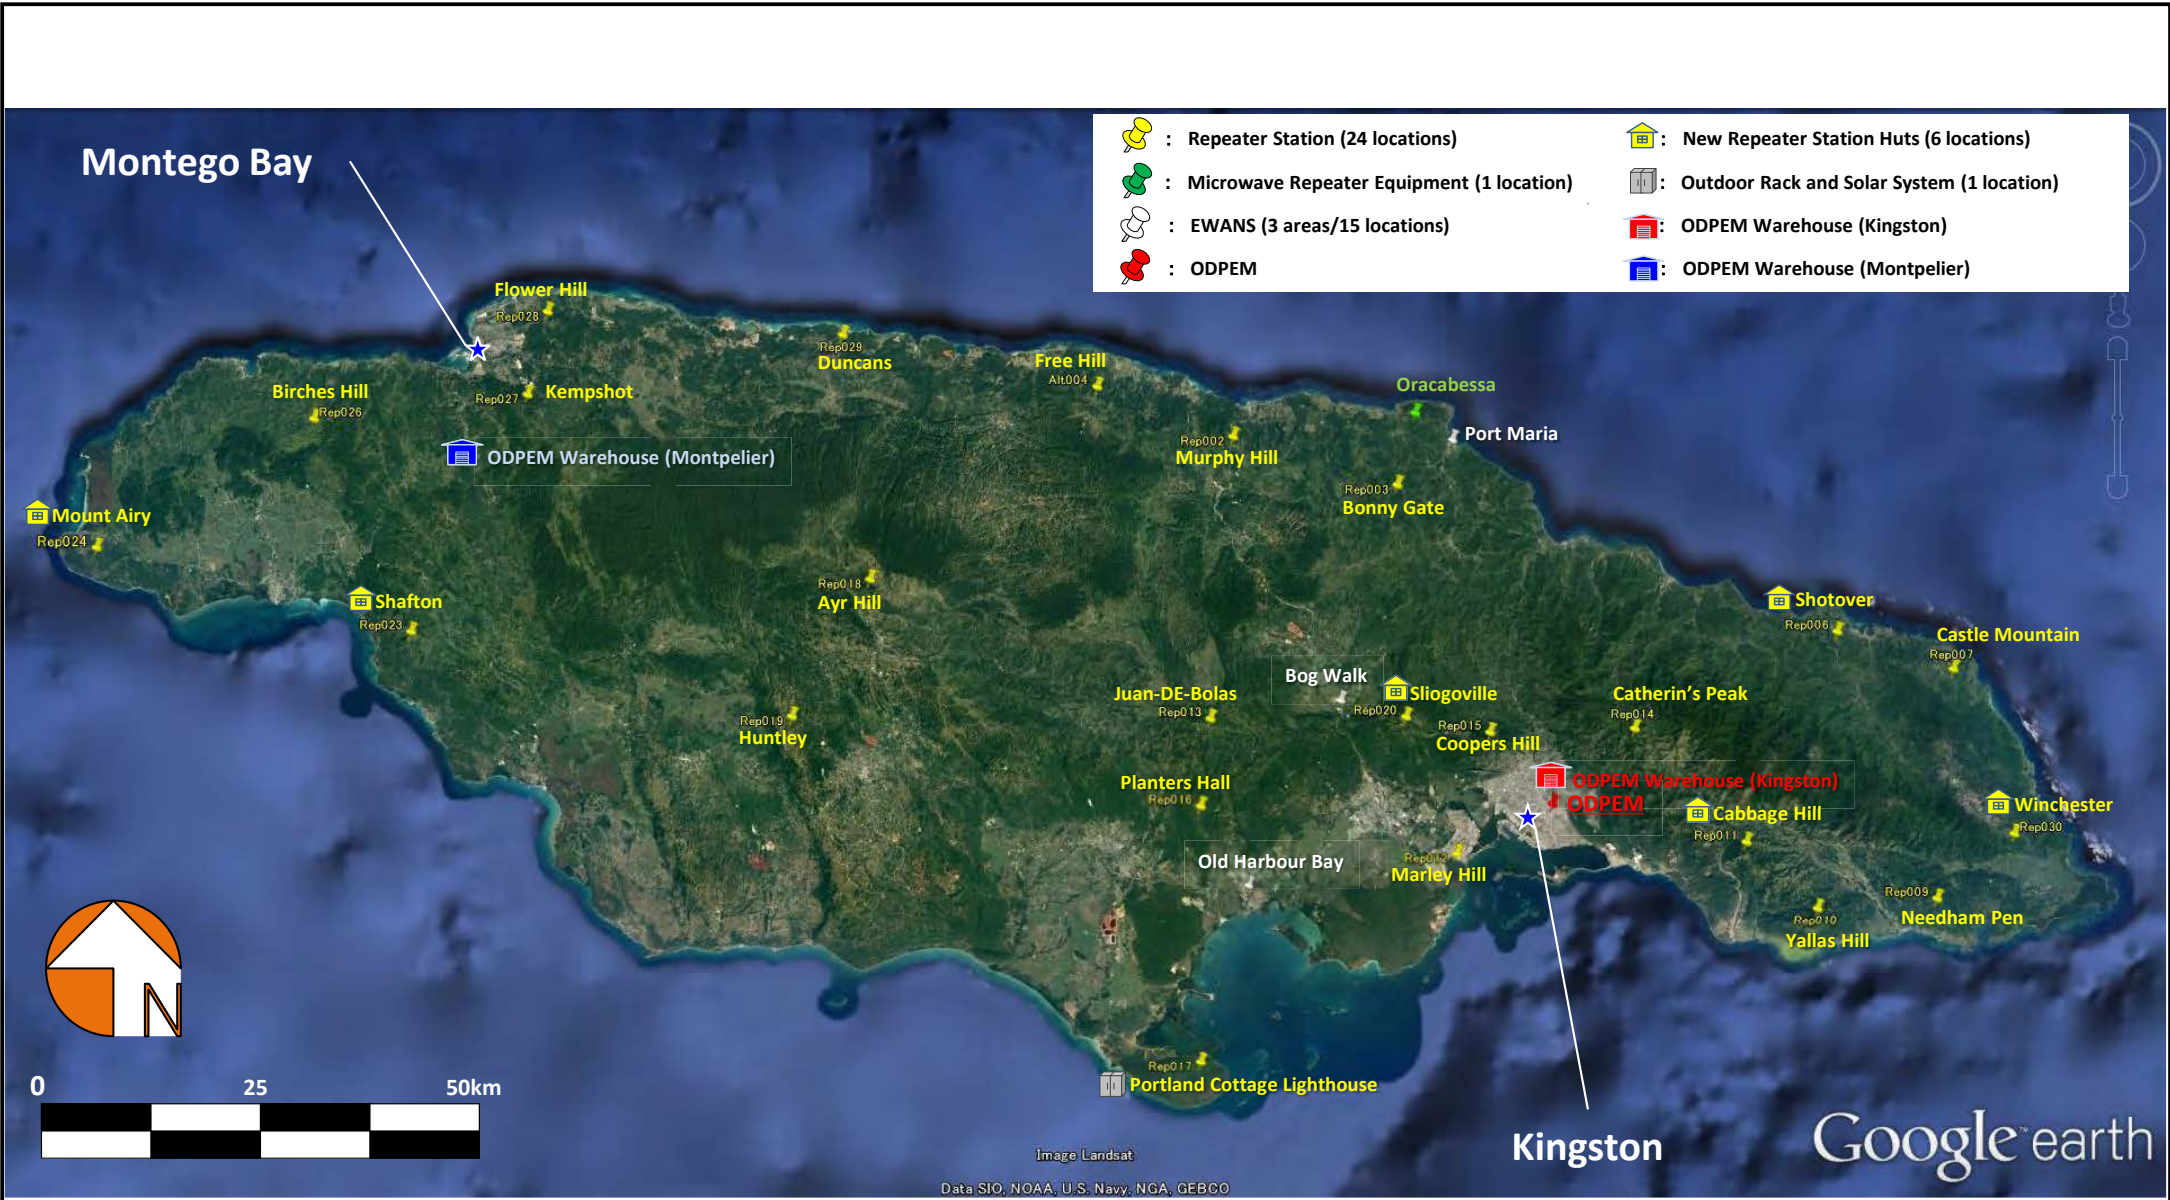 Montego Bay
: Repeater Station (24 locations)
: Microwave Repeater Equipment (1 location)
: EWANS (3 areas/15 locations)
: ODPEM
: New Repeater Station Huts (6 locations)
: Outdoor Rack and Solar System (1 location)
: ODPEM Warehouse (Kingston)
: ODPEM Warehouse (Montpelier)
Flower Hill
Rep028
Rep029
Duncans
Free Hill
Alt004
Birches Hill
Rep026
Rep027
Kempshot
Oracabessa
Port Maria
Rep002
Murphy Hill
ODPEM Warehouse (Montpelier)
Rep003
Bonny Gate
Mount Airy
Rep024
Rep018
Ayr Hill
Shafton
Rep023
Shotover
Rep006
Castle Mountain
Rep007
Bog Walk
Juan-DE-Bolas
Rep013
Sliogoville
Rep020
Catherin's Peak
Rep014
Rep019
Huntley
Rep015
Coopers Hill
Planters Hall
Rep016
ODPEM Warehouse (Kingston)
ODPEM
Cabbage Hill
Rep011
Winchester
Rep030
Old Harbour Bay
Rep012
Marley Hill
Rep009
Needham Pen
Rep010
Yallas Hill
N
Rep017
Portland Cottage Lighthouse
0 25 50km
Kingston
Google earth
Image Landsat
Data SIO, NOAA, U.S. Navy, NGA, GEBCO